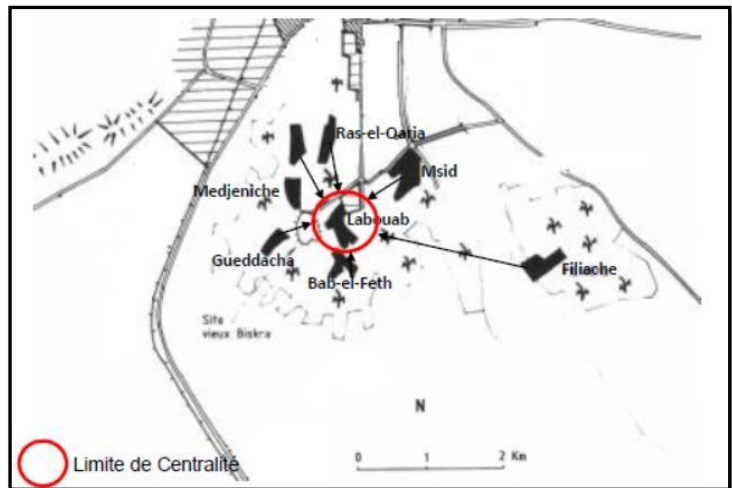 Ras-el-Qaria
Msid
Medjeniche
Labouab
Gueddacha
Filiache
Bab-el-Feth
Site
vieux Biskra
N
0 1 2 Km
Limite de Centralité